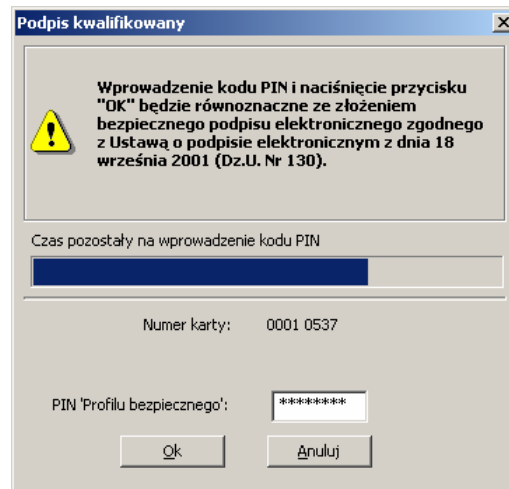 Podpis kwalifikowany
Wprowadzenie kodu PIN i naciśnięcie przycisku
"OK" będzie równoznaczne ze złożeniem
bezpiecznego podpisu elektronicznego zgodnego
z Ustawą o podpisie elektronicznym z dnia 18
września 2001 (Dz.U. Nr 130).
Czas pozostały na wprowadzenie kodu PIN
Numer karty: 0001 0537
PIN 'Profilu bezpiecznego': ********
Ok Anuluj